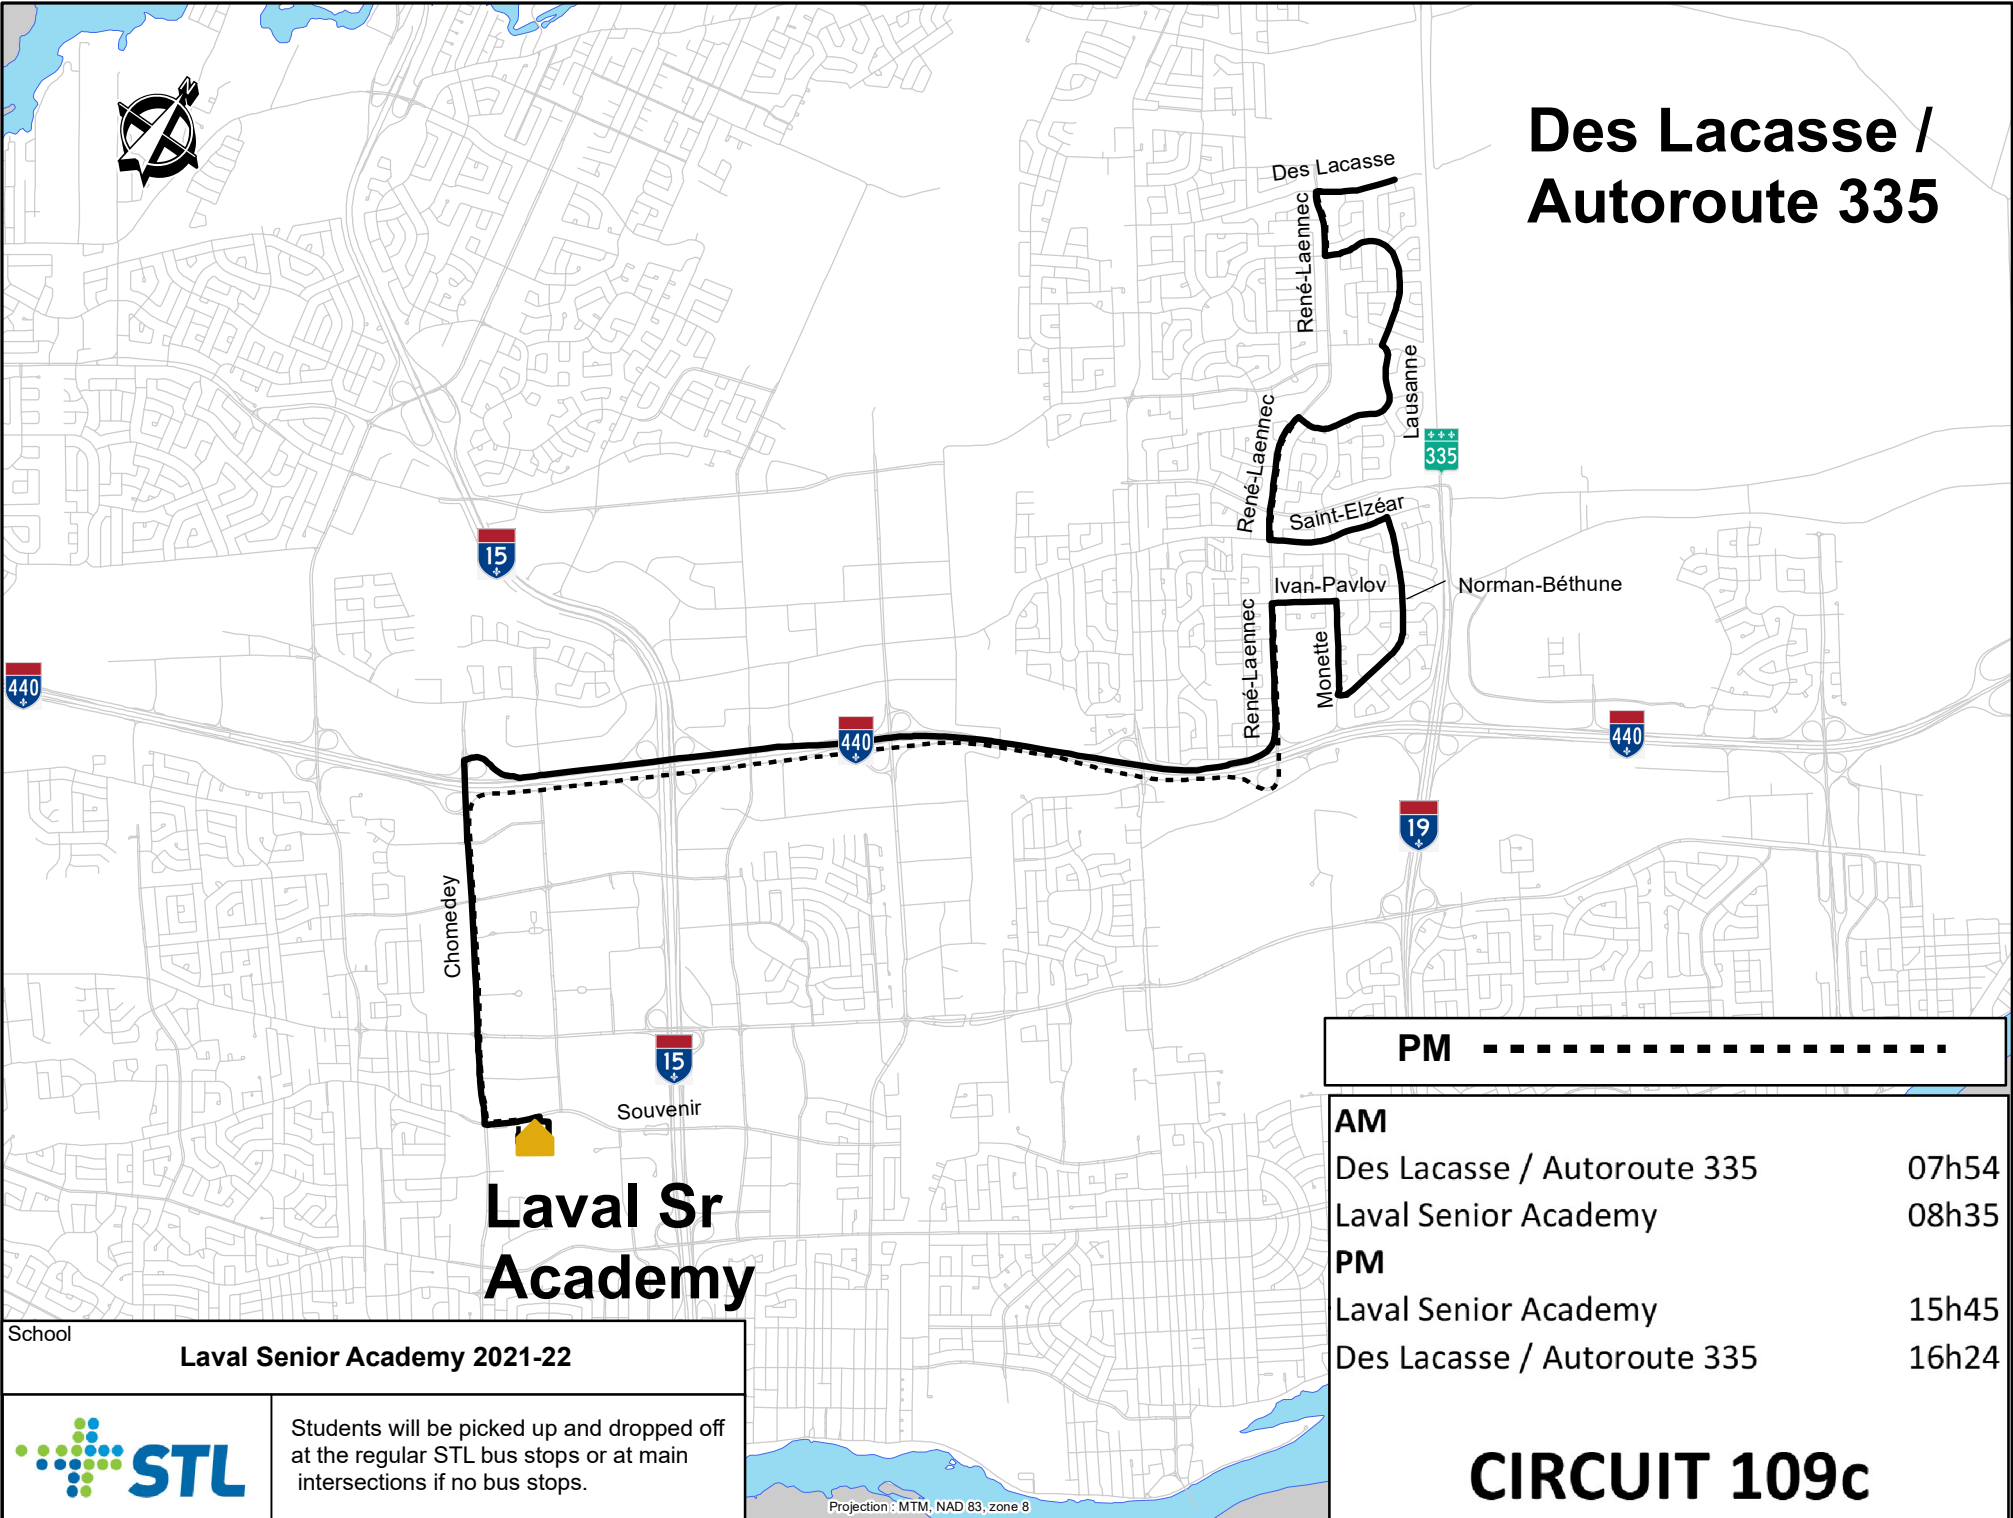 N
Des Lacasse /
Autoroute 335
Des Lacasse
René-Laennec
Lausanne
René-Laennec
335
Saint-Elzéar
15
Ivan-Pavlov
Norman-Béthune
René-Laennec
Monette
440
440
440
19
Chomedey
15
Souvenir
PM
Laval Sr
Academy
AM
Des Lacasse / Autoroute 335 07h54
Laval Senior Academy 08h35
PM
Laval Senior Academy 15h45
Des Lacasse / Autoroute 335 16h24
CIRCUIT 109c
School
Laval Senior Academy 2021-22
STL
Students will be picked up and dropped off
at the regular STL bus stops or at main
intersections if no bus stops.
Projection : MTM, NAD 83, zone 8